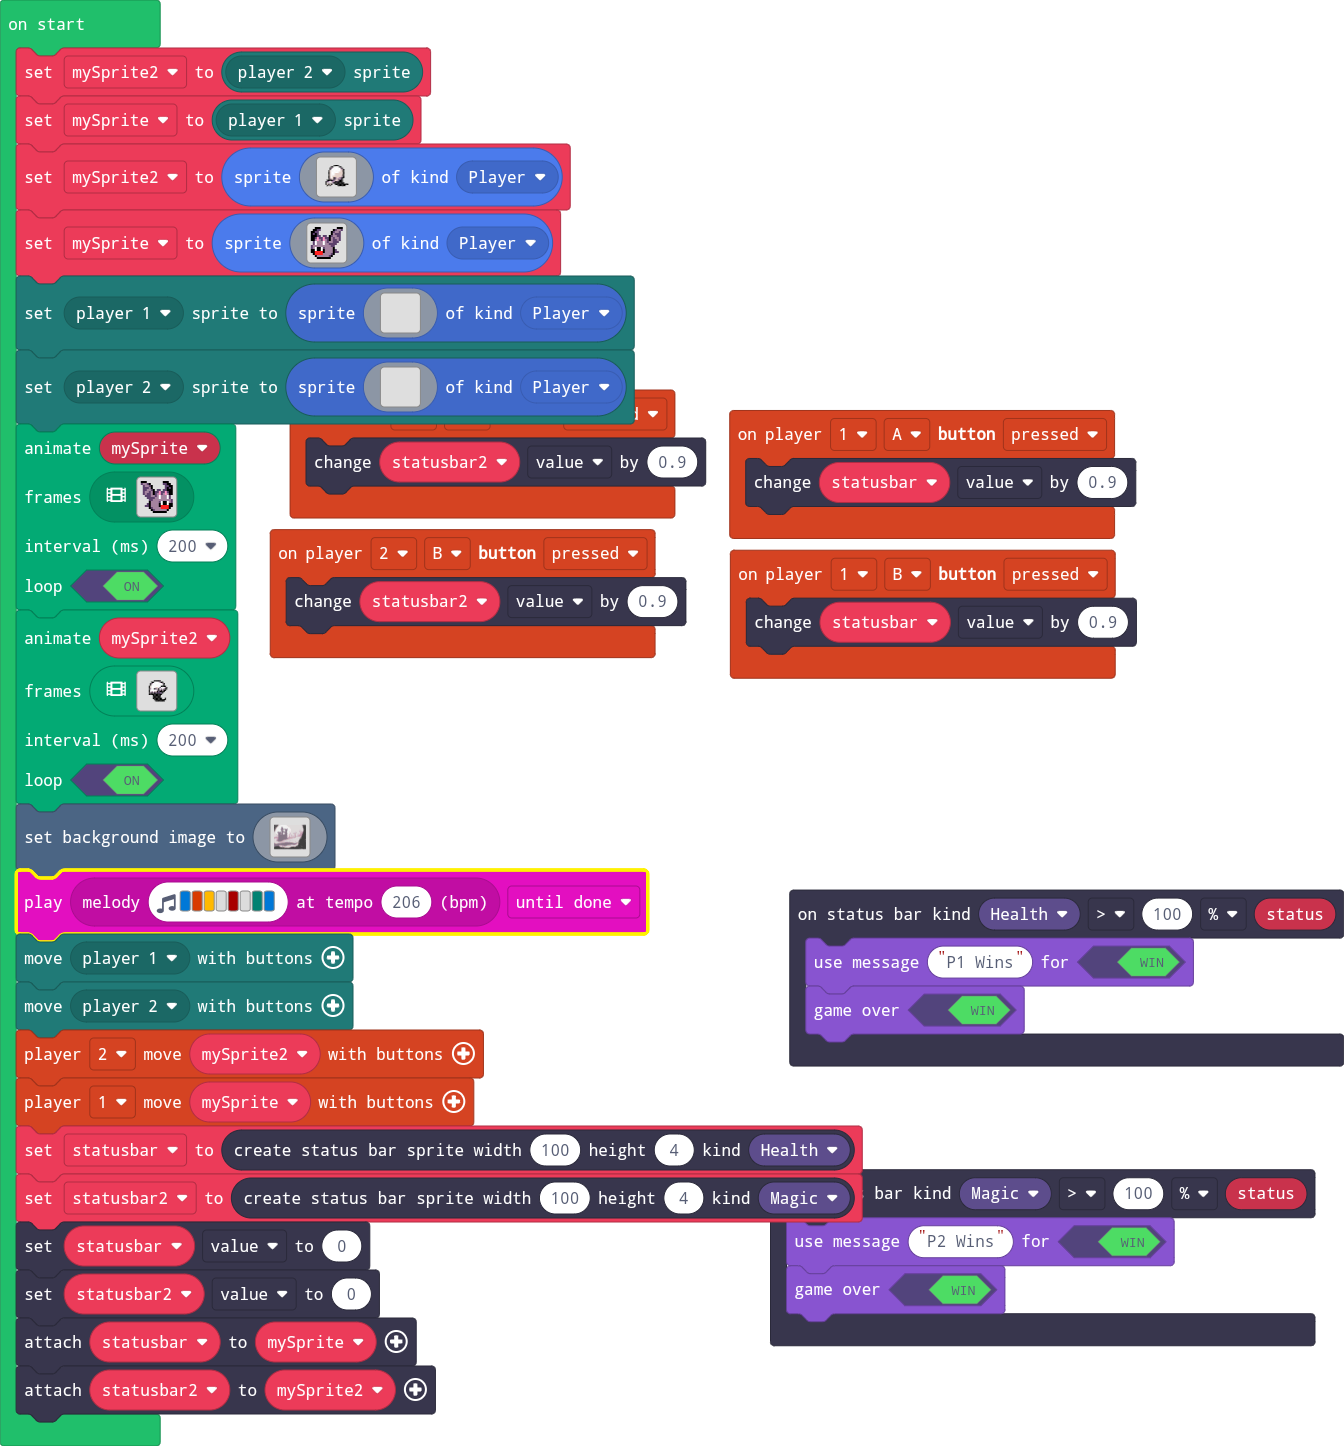 on start
set mySprite2 to player 2 sprite
set mySprite to player 1 sprite
set mySprite2 to sprite of kind Player
set mySprite to sprite of kind Player
set player 1 sprite to sprite of kind Player
set player 2 sprite to sprite of kind Player
animate mySprite
frames
interval (ms) 200
loop ON
animate mySprite2
frames
interval (ms) 200
loop ON
set background image to
play melody at tempo 206 (bpm) until done
move player 1 with buttons
move player 2 with buttons
player 2 move mySprite2 with buttons
player 1 move mySprite with buttons
set statusbar to create status bar sprite width 100 height 4 kind Health
set statusbar2 to create status bar sprite width 100 height 4 kind Magic
set statusbar value to 0
set statusbar2 value to 0
attach statusbar to mySprite
attach statusbar2 to mySprite2
change statusbar2 value by 0.9
on player 2 B button pressed
change statusbar2 value by 0.9
on player 1 A button pressed
change statusbar value by 0.9
on player 1 B button pressed
change statusbar value by 0.9
on status bar kind Health > 100 % status
use message "P1 Wins" for WIN
game over WIN
bar kind Magic > 100 % status
use message "P2 Wins" for WIN
game over WIN